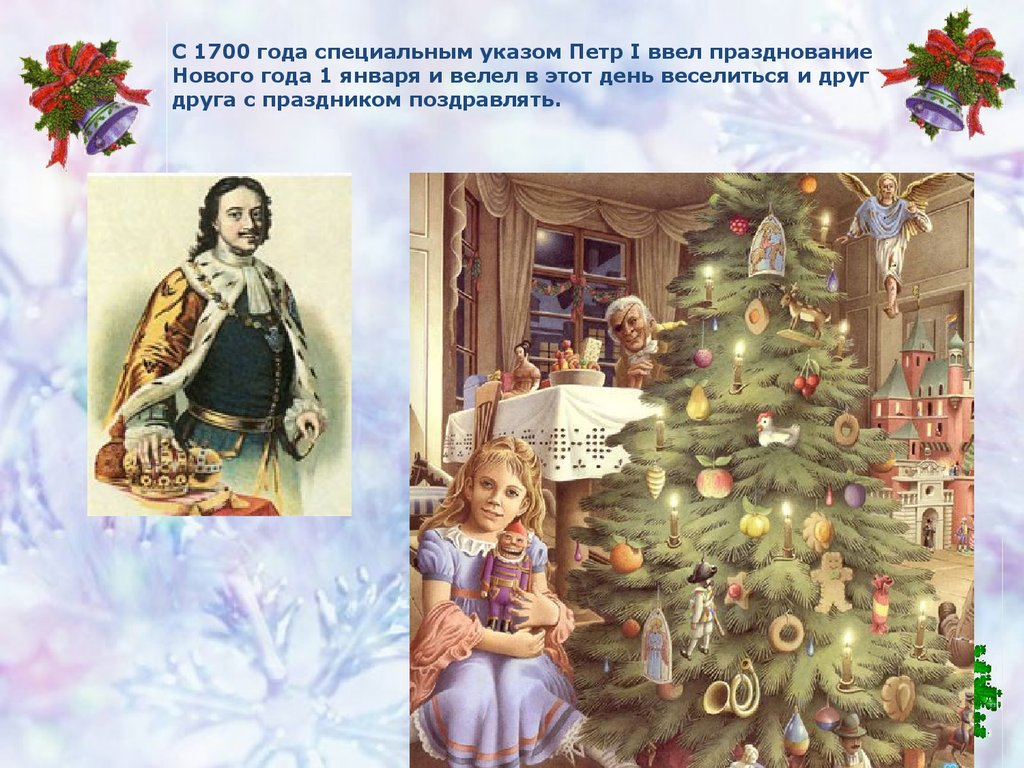 С 1700 года специальным указом Петр I ввел празднование
Нового года 1 января и велел в этот день веселиться и друг
друга с праздником поздравлять.